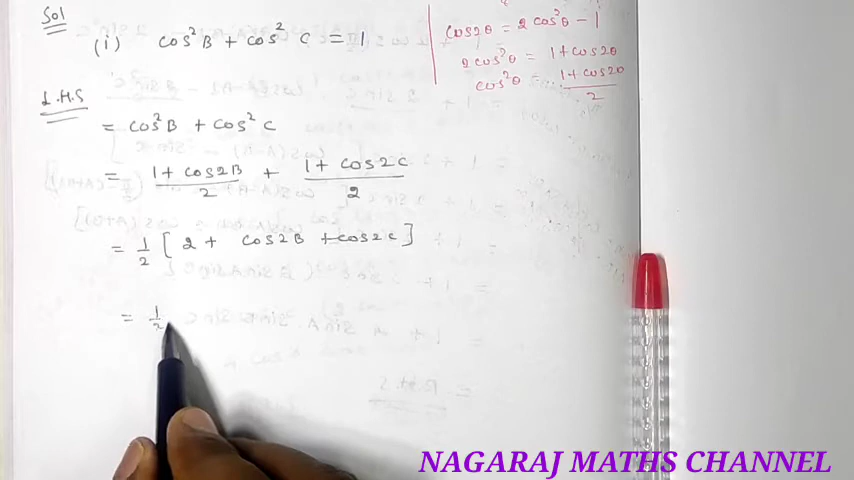 Sol
(i) cos²B + cos²C = 1
cos2θ = 2cos²θ - 1
2cos²θ = 1+cos2θ
cos²θ = 1+cos2θ / 2
L.H.S
= cos²B + cos²C
= 1+cos2B / 2 + 1+cos2C / 2
= 1/2 [2 + cos2B + cos2C]
= 1/2
NAGARAJ MATHS CHANNEL